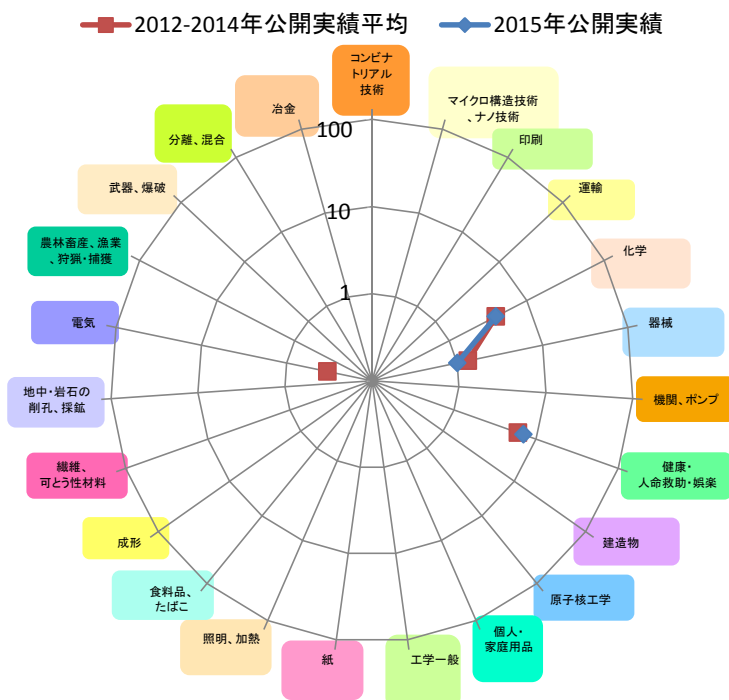 2012-2014年公開実績平均
2015年公開実績
コンビナ
トリアル
技術
マイクロ構造技術
、ナノ技術
印刷
運輸
化学
器械
機関、ポンプ
健康・
人命救助・娯楽
建造物
原子核工学
個人・
家庭用品
工学一般
紙
照明、加熱
食料品、
たばこ
成形
繊維、
可とう性材料
地中・岩石の
削孔、採鉱
電気
農林畜産、漁業
、狩猟・捕獲
武器、爆破
分離、混合
冶金
100
10
1